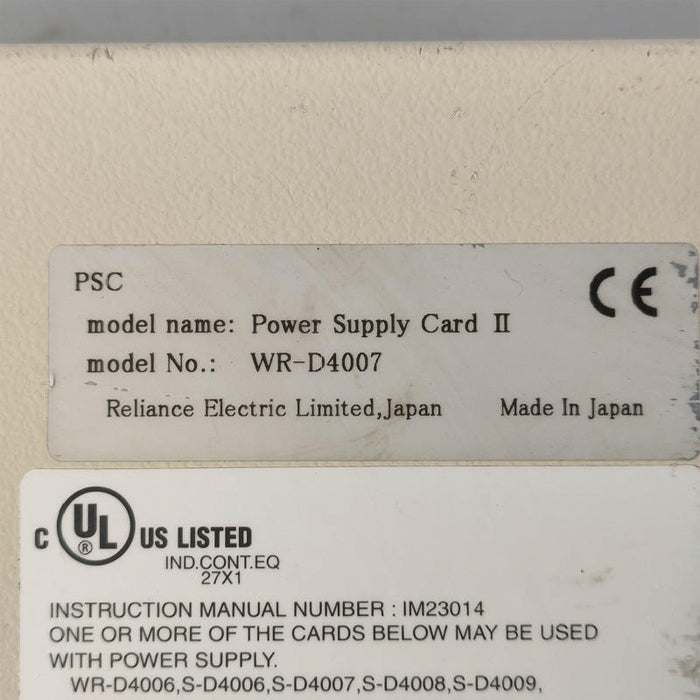 PSC
CE
model name: Power Supply Card II
model No.: WR-D4007
Reliance Electric Limited, Japan Made In Japan
C UL ® US LISTED
IND.CONT.EQ
27X1
INSTRUCTION MANUAL NUMBER : IM23014
ONE OR MORE OF THE CARDS BELOW MAY BE USED
WITH POWER SUPPLY.
WR-D4006,S-D4006,S-D4007,S-D4008,S-D4009,